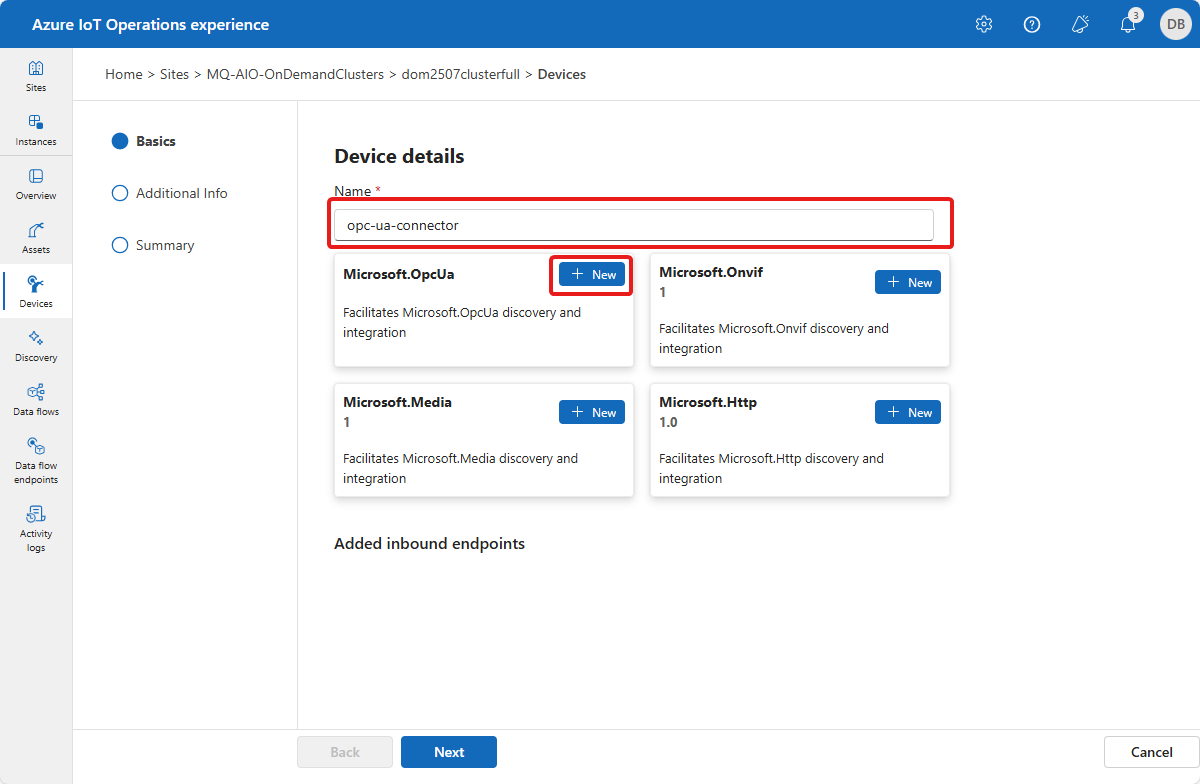 Azure IoT Operations experience
3
DB
Home > Sites > MQ-AIO-OnDemandClusters > dom2507clusterfull > Devices
Sites
Instances
Overview
Assets
Devices
Discovery
Data flows
Data flow
endpoints
Activity
logs
Basics
Additional Info
Summary
Device details
Name *
opc-ua-connector
Microsoft.OpcUa
+ New
Facilitates Microsoft.OpcUa discovery and
integration
Microsoft.Onvif
1
+ New
Facilitates Microsoft.Onvif discovery and
integration
Microsoft.Media
1
+ New
Facilitates Microsoft.Media discovery and
integration
Microsoft.Http
1.0
+ New
Facilitates Microsoft.Http discovery and
integration
Added inbound endpoints
Back
Next
Cancel